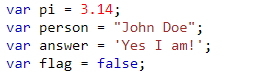 var pi = 3.14;
var person = "John Doe";
var answer = 'Yes I am!';
var flag = false;